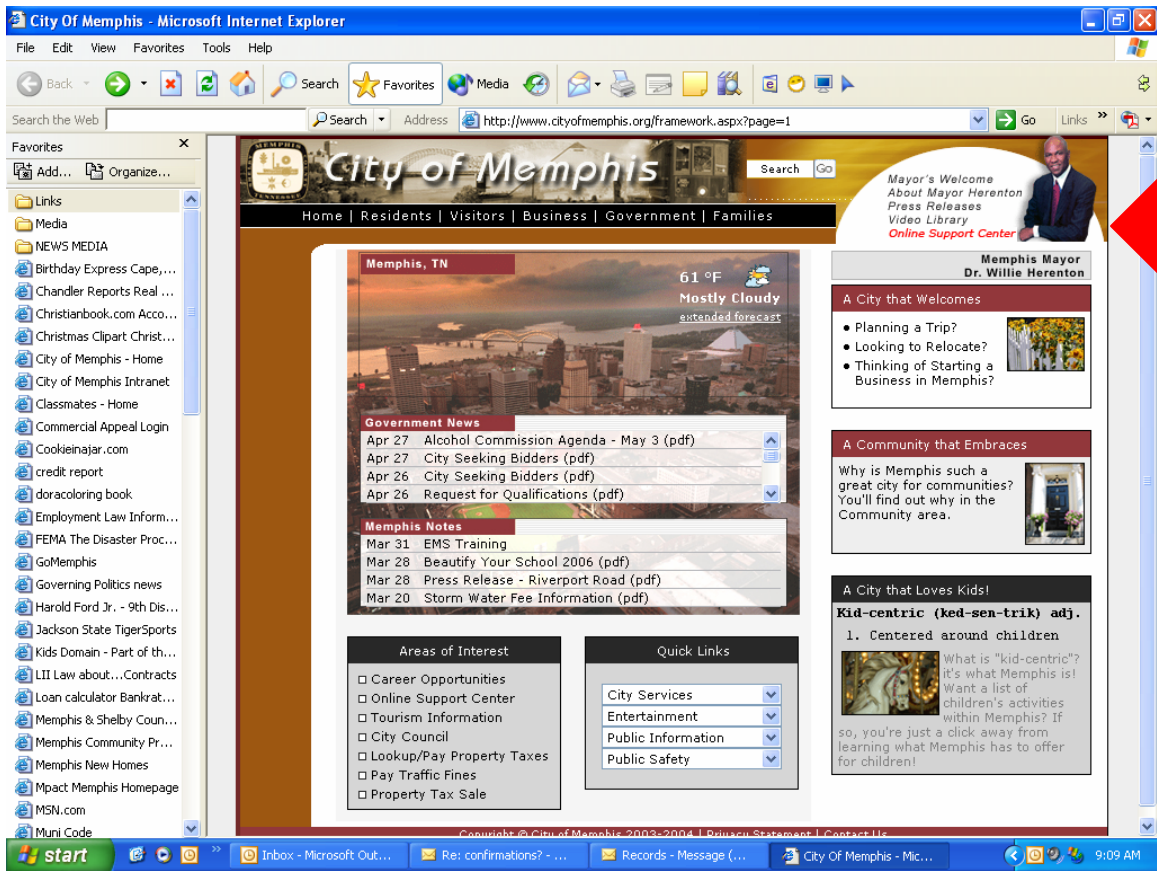 City Of Memphis - Microsoft Internet Explorer
File Edit View Favorites Tools Help
Back Search Favorites Media
Search the Web Search Address http://www.cityofmemphis.org/framework.aspx?page=1 Go Links »
Favorites
Add... Organize...
Links
Media
NEWS MEDIA
Birthday Express Cape,...
Chandler Reports Real ...
Christianbook.com Acco...
Christmas Clipart Christ...
City of Memphis - Home
City of Memphis Intranet
Classmates - Home
Commercial Appeal Login
Cookieinajar.com
credit report
doracoloring book
Employment Law Inform...
FEMA The Disaster Proc...
GoMemphis
Governing Politics news
Harold Ford Jr. - 9th Dis...
Jackson State TigerSports
Kids Domain - Part of th...
LII Law about...Contracts
Loan calculator Bankrat...
Memphis & Shelby Coun...
Memphis Community Pr...
Memphis New Homes
Mpact Memphis Homepage
MSN.com
Muni Code
MEMPHIS
TENNESSEE
City of Memphis
Search Go
Home | Residents | Visitors | Business | Government | Families
Mayor's Welcome
About Mayor Herenton
Press Releases
Video Library
Online Support Center
Memphis Mayor
Dr. Willie Herenton
Memphis, TN
61 °F
Mostly Cloudy
extended forecast
Government News
Apr 27 Alcohol Commission Agenda - May 3 (pdf)
Apr 27 City Seeking Bidders (pdf)
Apr 26 City Seeking Bidders (pdf)
Apr 26 Request for Qualifications (pdf)
Memphis Notes
Mar 31 EMS Training
Mar 28 Beautify Your School 2006 (pdf)
Mar 28 Press Release - Riverport Road (pdf)
Mar 20 Storm Water Fee Information (pdf)
Areas of Interest
Career Opportunities
Online Support Center
Tourism Information
City Council
Lookup/Pay Property Taxes
Pay Traffic Fines
Property Tax Sale
Quick Links
City Services
Entertainment
Public Information
Public Safety
A City that Welcomes
• Planning a Trip?
• Looking to Relocate?
• Thinking of Starting a
Business in Memphis?
A Community that Embraces
Why is Memphis such a
great city for communities?
You'll find out why in the
Community area.
A City that Loves Kids!
Kid-centric (ked-sen-trik) adj.
1. Centered around children
What is "kid-centric"?
it's what Memphis is!
Want a list of
children's activities
within Memphis? If
so, you're just a click away from
learning what Memphis has to offer
for children!
Copyright © City of Memphis 2003-2004 | Privacy Statement | Contact Us
start » Inbox - Microsoft Out... Re: confirmations? - ... Records - Message (... City Of Memphis - Mic... 9:09 AM